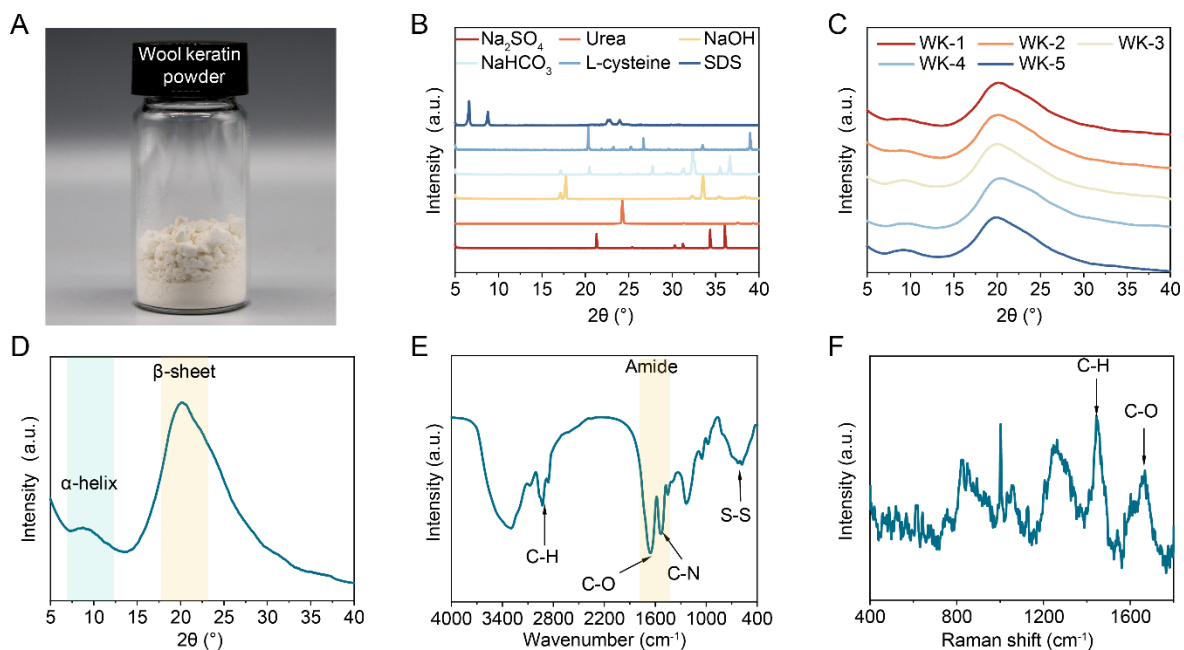 A
Wool keratin
powder
B
Na₂SO₄ Urea NaOH
NaHCO₃ L-cysteine SDS
Intensity (a.u.)
5 10 15 20 25 30 35 40
2θ (°)
C
WK-1 WK-2 WK-3
WK-4 WK-5
Intensity (a.u.)
5 10 15 20 25 30 35 40
2θ (°)
D
β-sheet
α-helix
Intensity (a.u.)
5 10 15 20 25 30 35 40
2θ (°)
E
Amide
S-S
C-H
C-N
C-O
Intensity (a.u.)
4000 3400 2800 2200 1600 1000 400
Wavenumber (cm⁻¹)
F
C-H
C-O
Intensity (a.u.)
400 800 1200 1600
Raman shift (cm⁻¹)